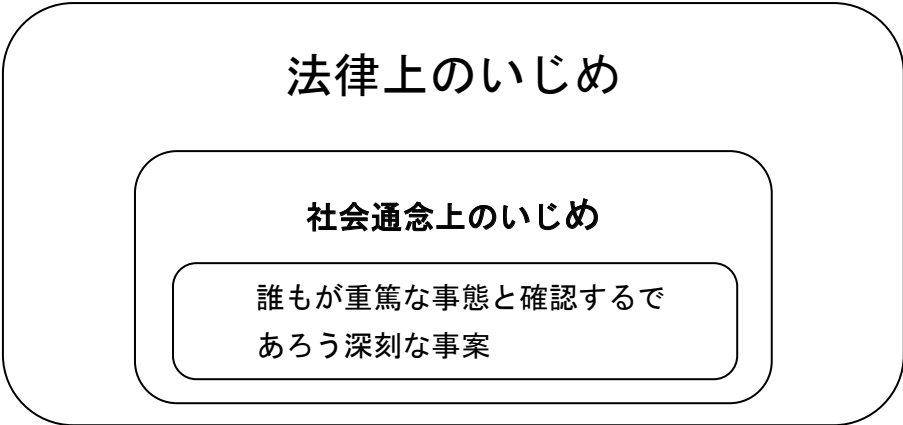 法律上のいじめ
社会通念上のいじめ
誰もが重篤な事態と確認するで
あろう深刻な事案